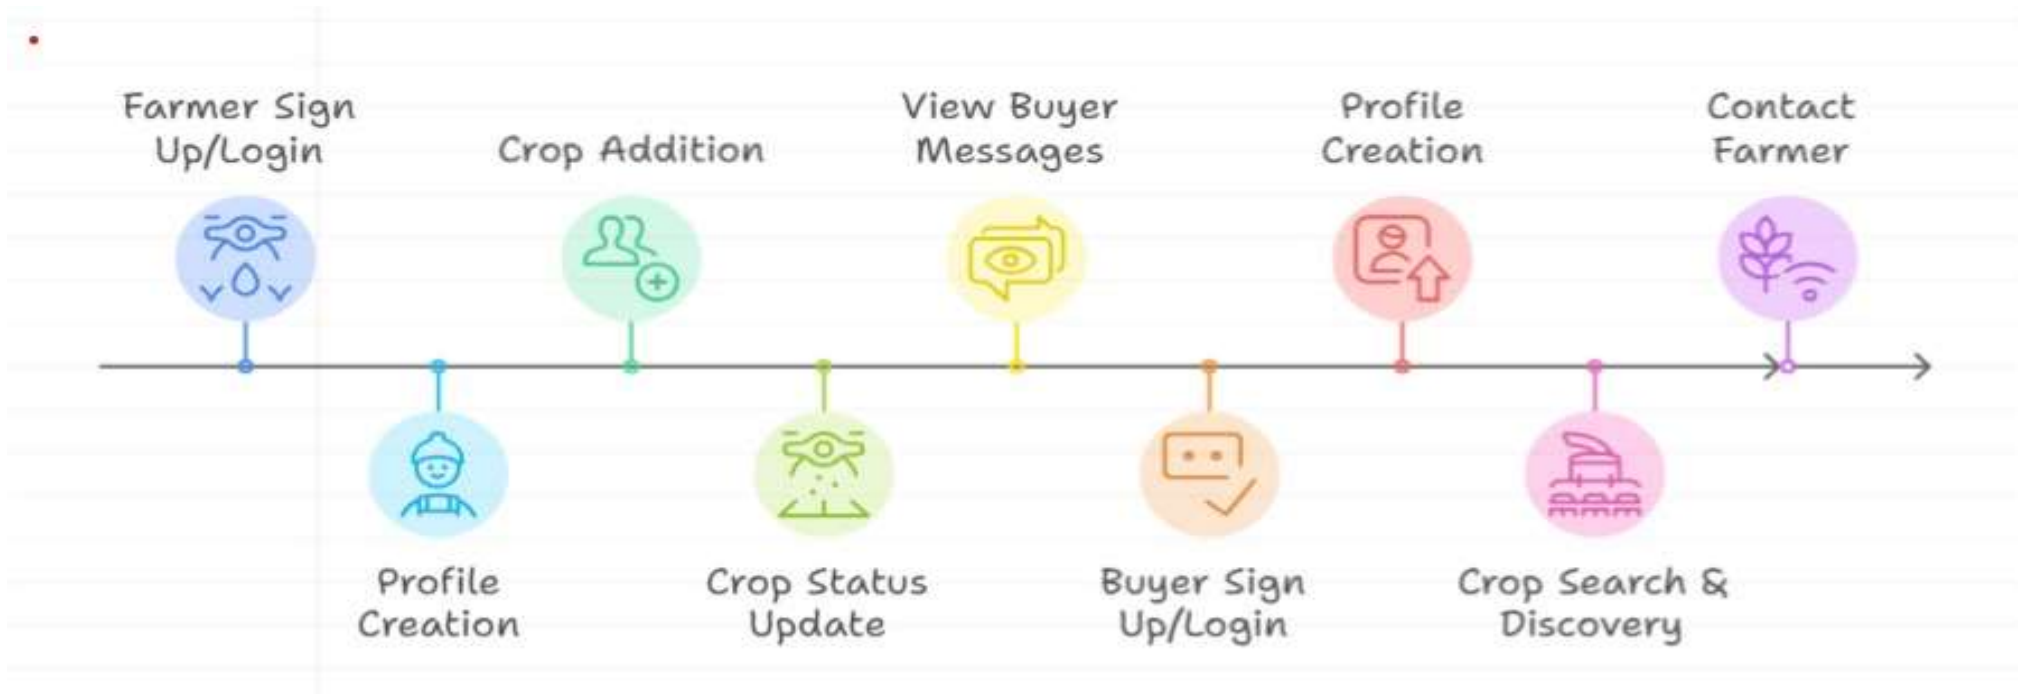 Farmer Sign
Up/Login
Profile
Creation
Crop Addition
Crop Status
Update
View Buyer
Messages
Buyer Sign
Up/Login
Profile
Creation
Crop Search &
Discovery
Contact
Farmer